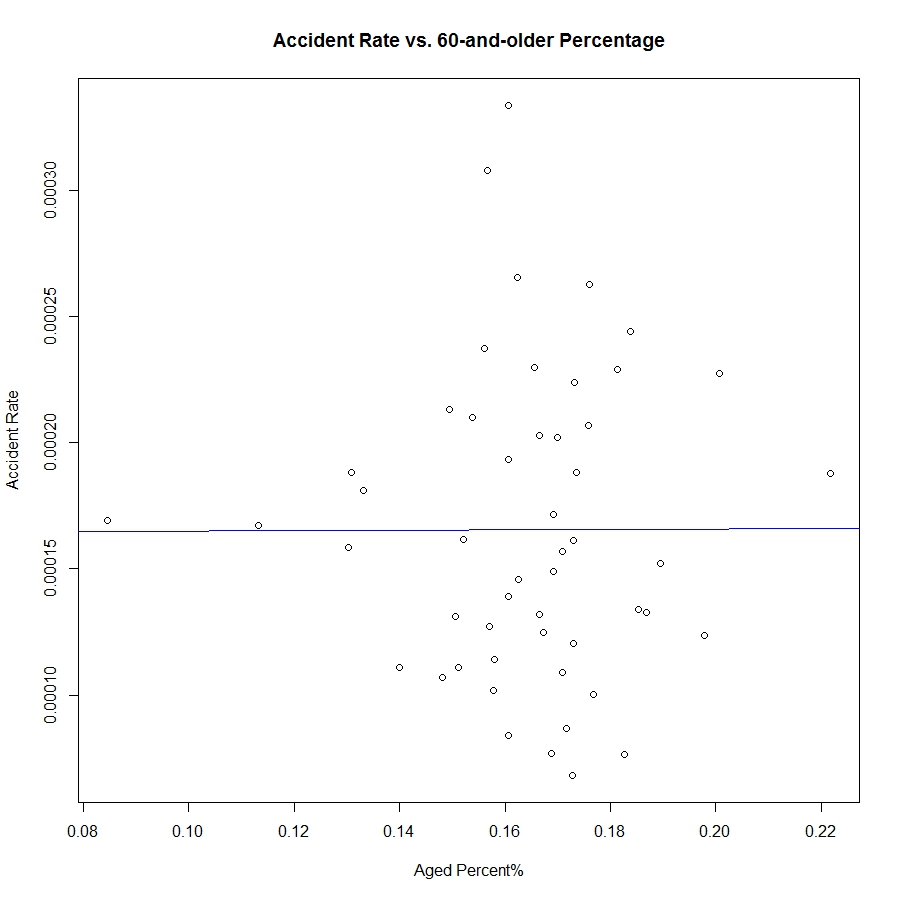 Accident Rate vs. 60-and-older Percentage
0.00030
0.00025
0.00020
0.00015
0.00010
Accident Rate
0.08 0.10 0.12 0.14 0.16 0.18 0.20 0.22
Aged Percent%